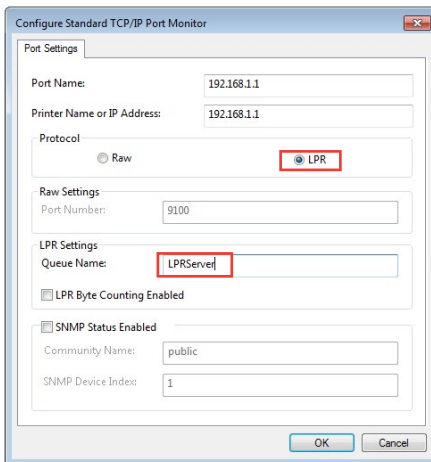 Configure Standard TCP/IP Port Monitor
Port Settings
Port Name: 192.168.1.1
Printer Name or IP Address: 192.168.1.1
Protocol
Raw LPR
Raw Settings
Port Number: 9100
LPR Settings
Queue Name: LPRServer
LPR Byte Counting Enabled
SNMP Status Enabled
Community Name: public
SNMP Device Index: 1
OK Cancel